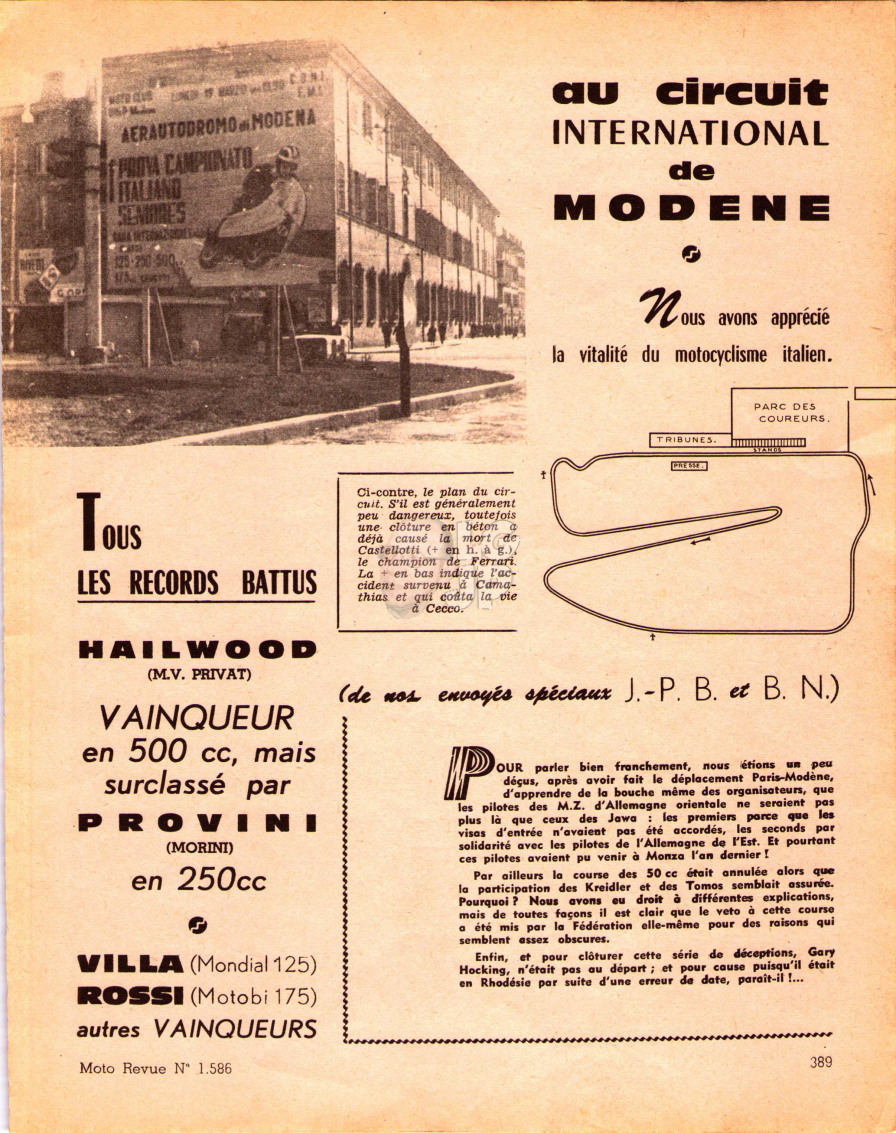 MOTO CLUB
LUNEDI 19 MARZO
C.O.N.I.
F.M.I.
AERAUTODROMO di MODENA
PROVA CAMPIONATO
ITALIANO
SENIORES
GARA INTERNAZIONALE
125-250-500
175
au circuit
INTERNATIONAL
de
MODENE
Nous avons apprécié
la vitalité du motocyclisme italien.
PARC DES
COUREURS.
TRIBUNES.
STANDS
PRESSE.
Ci-contre, le plan du cir-
cuit. S'il est généralement
peu dangereux, toutefois
une clôture en béton a
déjà causé la mort de
Castellotti (+ en h. à g.),
le champion de Ferrari.
La + en bas indique l'ac-
cident survenu à Cama-
thias et qui coûta la vie
à Cecco.
TOUS
LES RECORDS BATTUS
HAILWOOD
(M.V. PRIVAT)
VAINQUEUR
en 500 cc, mais
surclassé par
PROVINI
(MORINI)
en 250cc
VILLA (Mondial 125)
ROSSI (Motobi 175)
autres VAINQUEURS
(de nos envoyés spéciaux J.-P. B. et B. N.)
POUR parler bien franchement, nous étions un peu
déçus, après avoir fait le déplacement Paris-Modène,
d'apprendre de la bouche même des organisateurs, que
les pilotes des M.Z. d'Allemagne orientale ne seraient pas
plus là que ceux des Jawa : les premiers parce que les
visas d'entrée n'avaient pas été accordés, les seconds par
solidarité avec les pilotes de l'Allemagne de l'Est. Et pourtant
ces pilotes avaient pu venir à Monza l'an dernier !
Par ailleurs la course des 50 cc était annulée alors que
la participation des Kreidler et des Tomos semblait assurée.
Pourquoi ? Nous avons eu droit à différentes explications,
mais de toutes façons il est clair que le veto à cette course
a été mis par la Fédération elle-même pour des raisons qui
semblent assez obscures.
Enfin, et pour clôturer cette série de déceptions, Gary
Hocking, n'était pas au départ ; et pour cause puisqu'il était
en Rhodésie par suite d'une erreur de date, paraît-il !...
Moto Revue N° 1.586
389